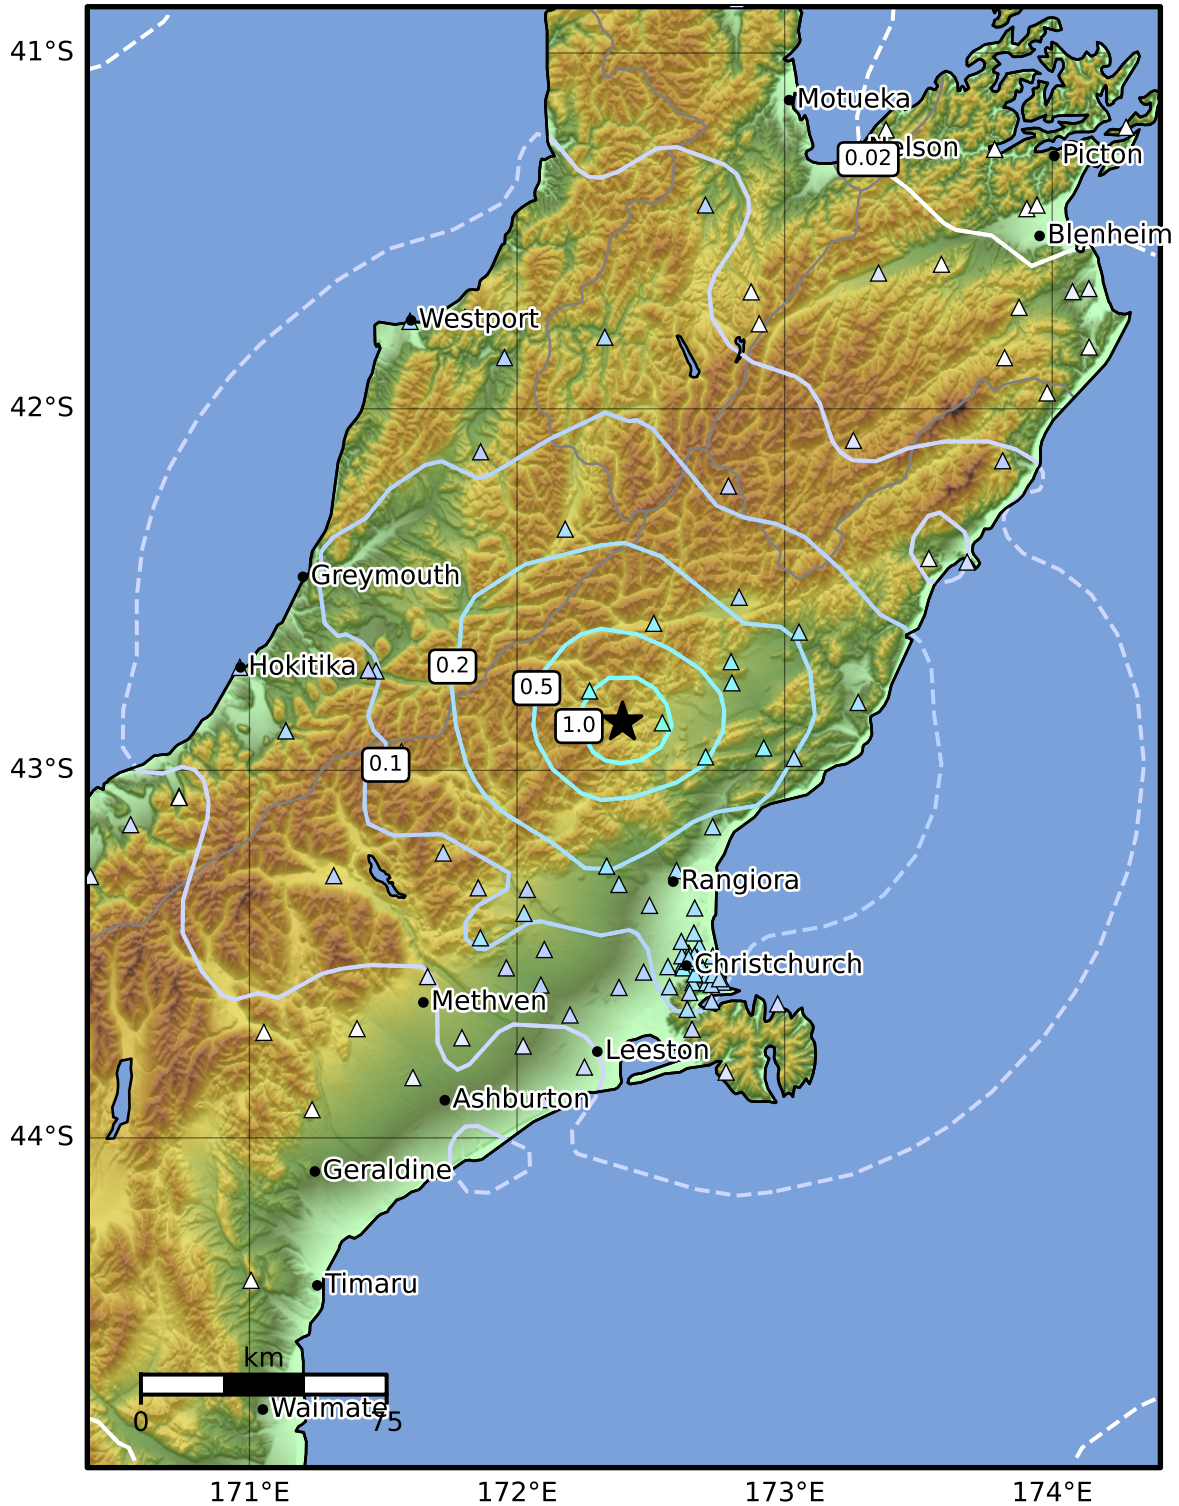 41°S
Motueka
Nelson
0.02
Picton
Blenheim
Westport
42°S
Greymouth
Hokitika
0.2
0.5
1.0
0.1
43°S
Rangiora
Christchurch
Methven
Leeston
Ashburton
44°S
Geraldine
Timaru
km
Waimate
0 75
171°E 172°E 173°E 174°E